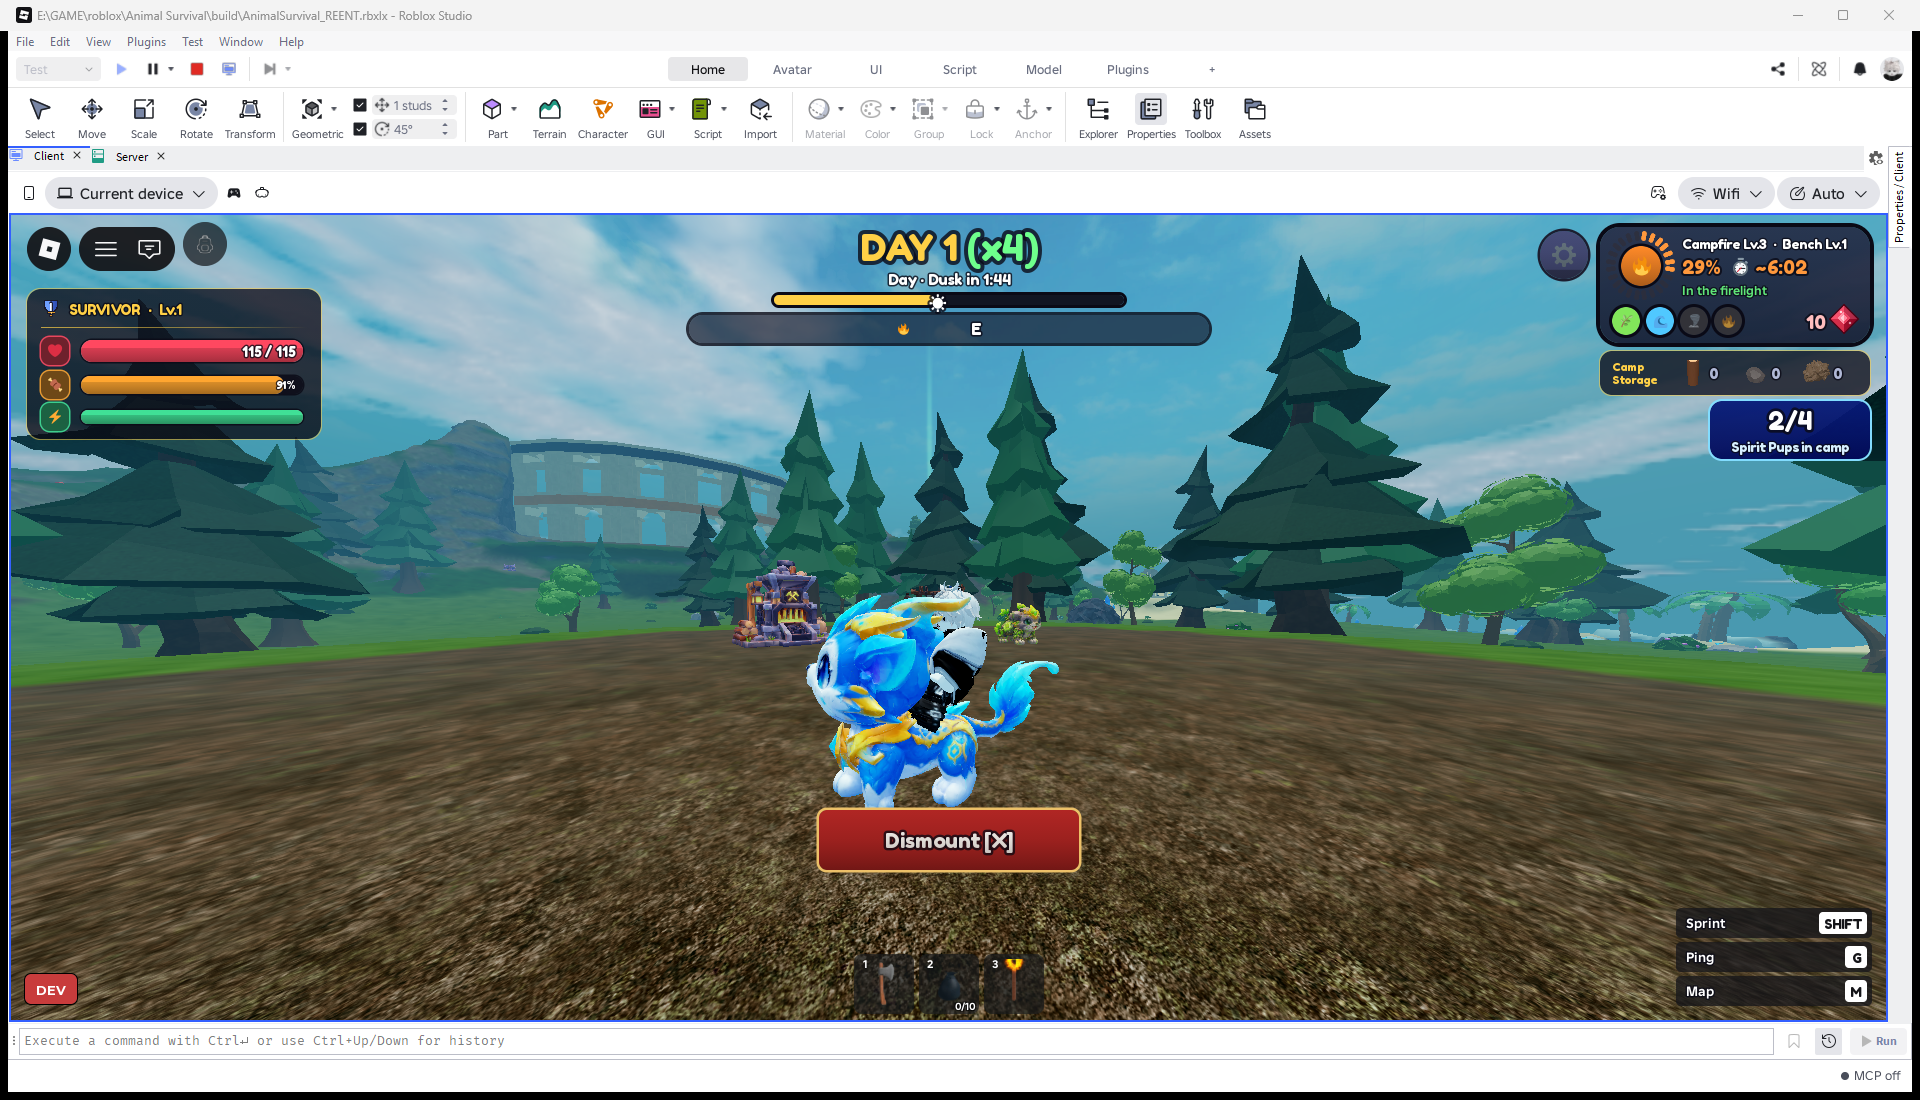 E:\GAME\roblox\Animal Survival\build\AnimalSurvival_REENT.rbxlx - Roblox Studio
File Edit View Plugins Test Window Help
Test
Home Avatar UI Script Model Plugins +
1 studs
45°
Select Move Scale Rotate Transform Geometric Part Terrain Character GUI Script Import Material Color Group Lock Anchor Explorer Properties Toolbox Assets
Client Server
Properties / Client
Current device
Wifi
Auto
DAY 1 (x4)
Day · Dusk in 1:44
E
SURVIVOR · Lv.1
115 / 115
91%
Campfire Lv.3 · Bench Lv.1
29% ~6:02
In the firelight
10
Camp
Storage
0 0 0
2/4
Spirit Pups in camp
Dismount [X]
Sprint SHIFT
Ping G
Map M
DEV
1 2 3
0/10
Execute a command with Ctrl↵ or use Ctrl+Up/Down for history
Run
MCP off